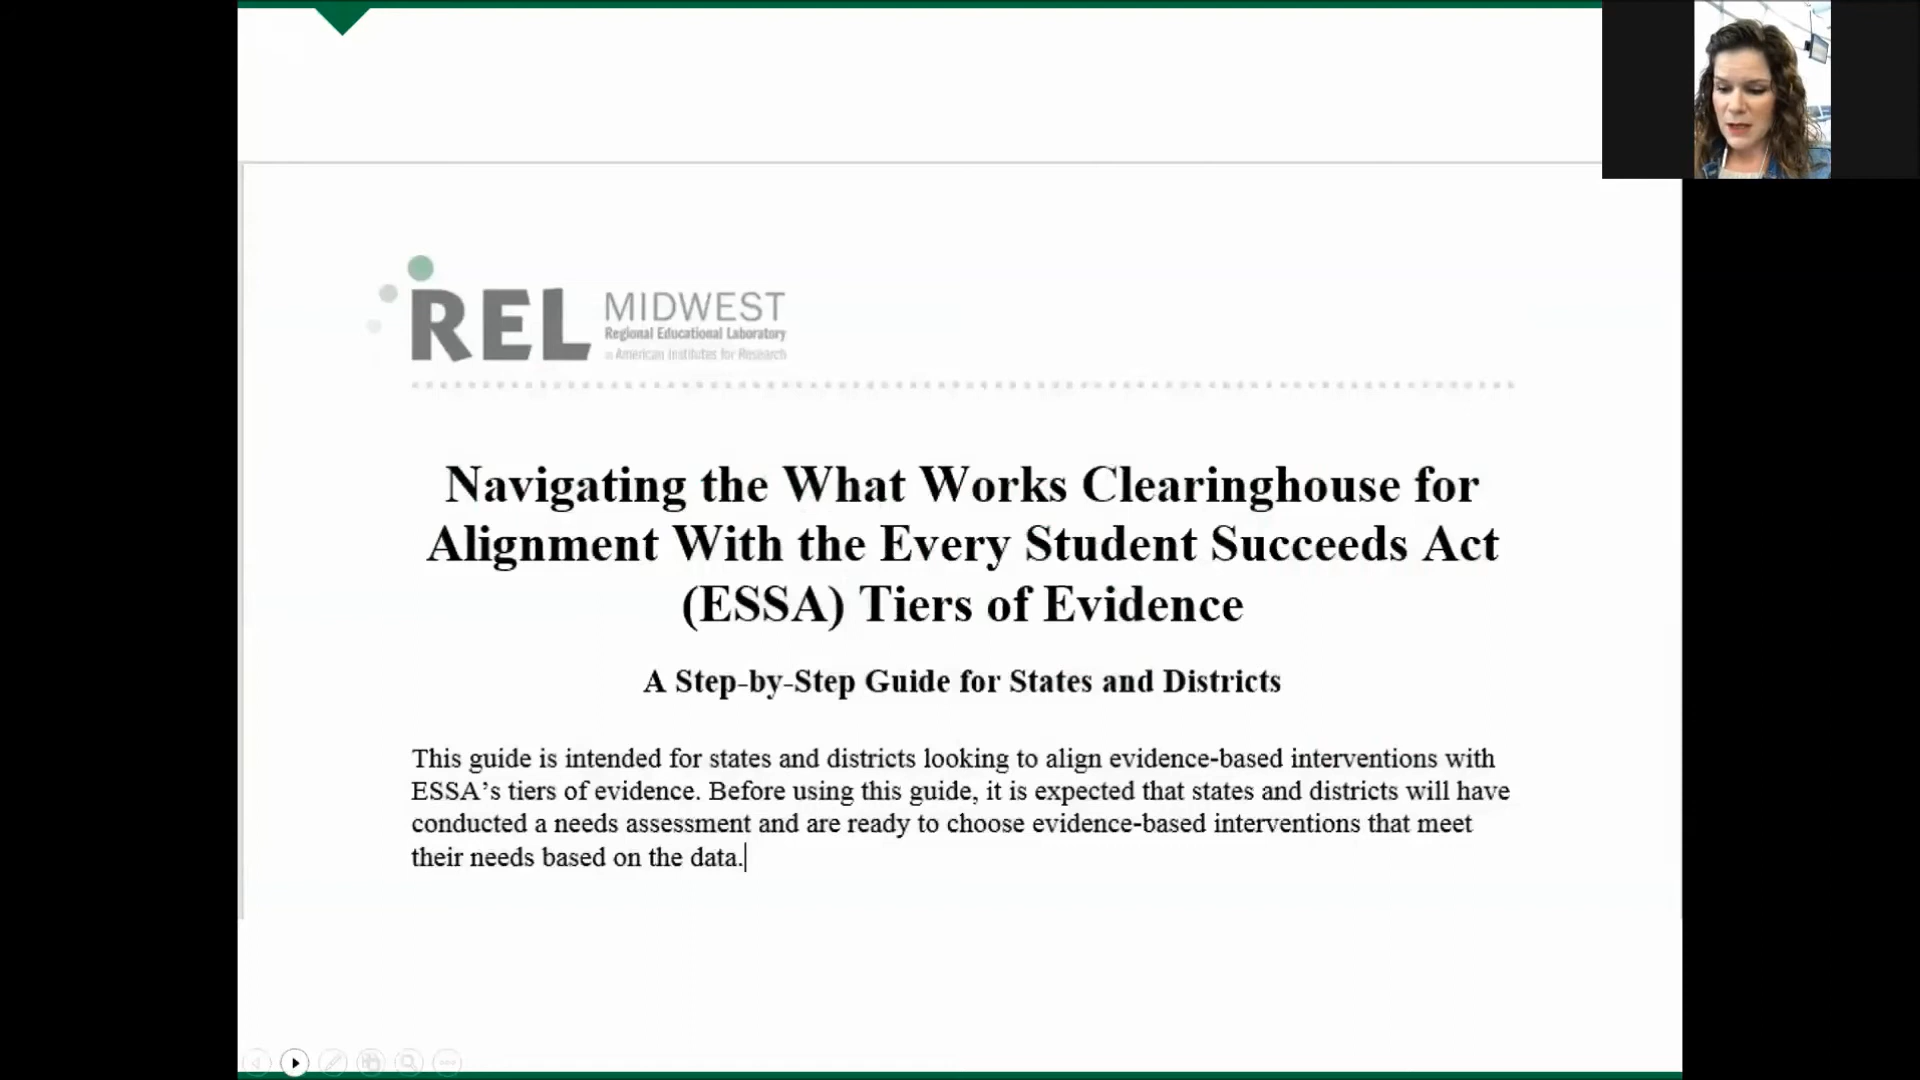 REL MIDWEST
Regional Educational Laboratory
American Institutes for Research
Navigating the What Works Clearinghouse for
Alignment With the Every Student Succeeds Act
(ESSA) Tiers of Evidence
A Step-by-Step Guide for States and Districts
This guide is intended for states and districts looking to align evidence-based interventions with
ESSA’s tiers of evidence. Before using this guide, it is expected that states and districts will have
conducted a needs assessment and are ready to choose evidence-based interventions that meet
their needs based on the data.